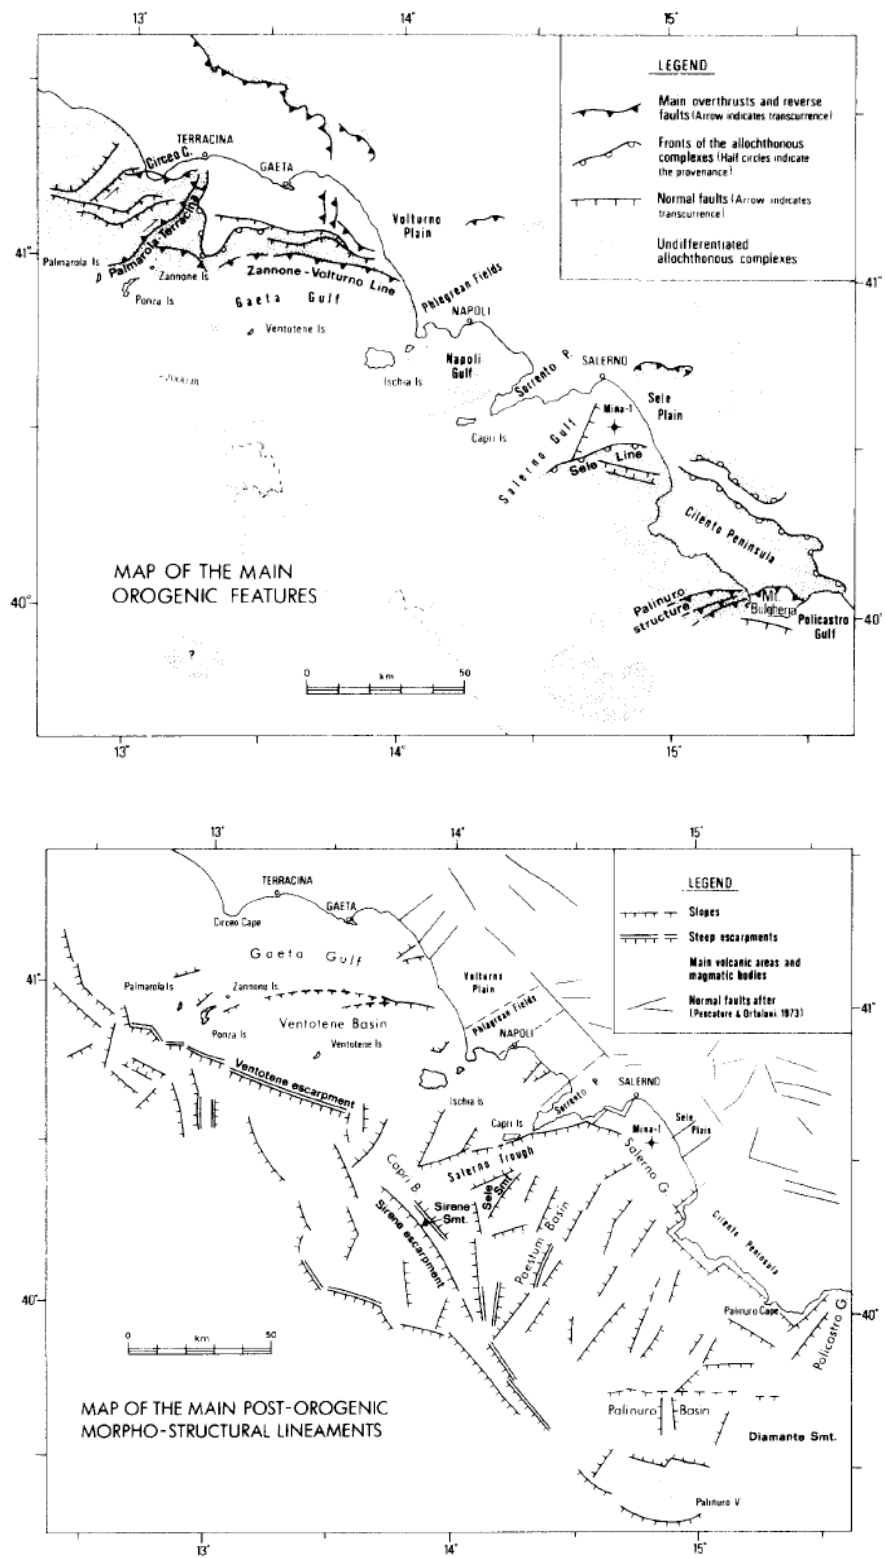 13°
14°
15°
LEGEND
Main overthrusts and reverse
faults (Arrow indicates transcurrence)
Fronts of the allochthonous
complexes (Half circles indicate
the provenance)
Normal faults (Arrow indicates
transcurrence)
Undifferentiated
allochthonous complexes
TERRACINA
Circeo C.
GAETA
Volturno
Plain
41°
41°
Palmarola Is
Palmarola-Terracina
Zannone Is
Ponza Is
Zannone-Volturno Line
Gaeta Gulf
Ventotene Is
Phlegrean Fields
NAPOLI
Napoli
Gulf
Ischia Is
Sorrento P.
SALERNO
Capri Is
Mina-1
Sele
Plain
Salerno Gulf
Sele Line
Cilento Peninsula
MAP OF THE MAIN
OROGENIC FEATURES
40°
40°
Palinuro
structure
Mt.
Bulgheria
Policastro
Gulf
?
0
km
50
13°
14°
15°
13°
14°
15°
LEGEND
Slopes
Steep escarpments
Main volcanic areas and
magmatic bodies
Normal faults after
(Pescatore & Ortolani, 1973)
TERRACINA
GAETA
Circeo Cape
Gaeta Gulf
Volturno
Plain
41°
41°
Palmarola Is
Zannone Is.
Ponza Is
Ventotene Basin
Ventotene Is
Phlegrean Fields
NAPOLI
Ventotene escarpment
Ischia Is
Sorrento P.
SALERNO
Capri Is
Mina-1
Sele
Plain
Salerno Trough
Salerno G.
Capri B.
Sele
Smt.
Sirene
Smt.
Sirene escarpment
Paestum Basin
Cilento Peninsula
40°
40°
Palinuro Cape
Policastro G.
0
km
50
MAP OF THE MAIN POST-OROGENIC
MORPHO-STRUCTURAL LINEAMENTS
Palinuro Basin
Diamante Smt.
Palinuro V
13°
14°
15°